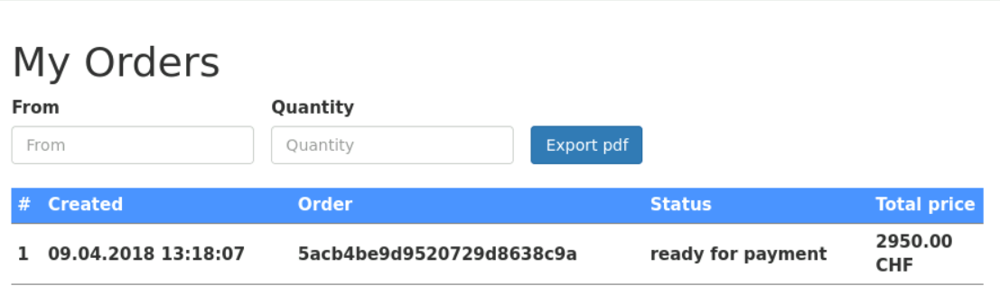 My Orders
From Quantity
From Quantity Export pdf
# Created Order Status Total price
1 09.04.2018 13:18:07 5acb4be9d9520729d8638c9a ready for payment 2950.00
CHF